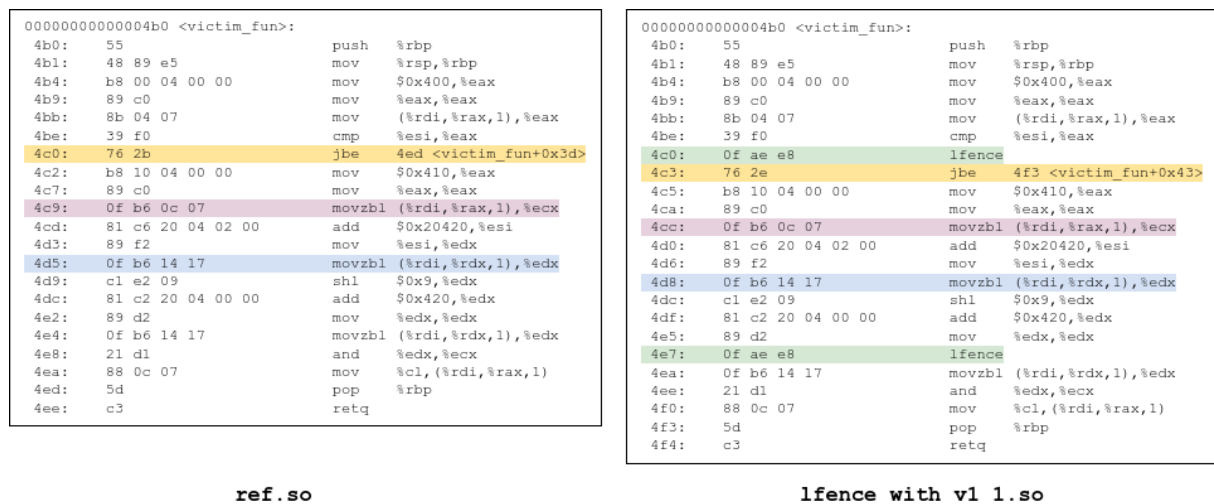 00000000000004b0 <victim_fun>:
4b0: 55 push %rbp
4b1: 48 89 e5 mov %rsp,%rbp
4b4: b8 00 04 00 00 mov $0x400,%eax
4b9: 89 c0 mov %eax,%eax
4bb: 8b 04 07 mov (%rdi,%rax,1),%eax
4be: 39 f0 cmp %esi,%eax
4c0: 76 2b jbe 4ed <victim_fun+0x3d>
4c2: b8 10 04 00 00 mov $0x410,%eax
4c7: 89 c0 mov %eax,%eax
4c9: 0f b6 0c 07 movzbl (%rdi,%rax,1),%ecx
4cd: 81 c6 20 04 02 00 add $0x20420,%esi
4d3: 89 f2 mov %esi,%edx
4d5: 0f b6 14 17 movzbl (%rdi,%rdx,1),%edx
4d9: c1 e2 09 shl $0x9,%edx
4dc: 81 c2 20 04 00 00 add $0x420,%edx
4e2: 89 d2 mov %edx,%edx
4e4: 0f b6 14 17 movzbl (%rdi,%rdx,1),%edx
4e8: 21 d1 and %edx,%ecx
4ea: 88 0c 07 mov %cl,(%rdi,%rax,1)
4ed: 5d pop %rbp
4ee: c3 retq
ref.so
00000000000004b0 <victim_fun>:
4b0: 55 push %rbp
4b1: 48 89 e5 mov %rsp,%rbp
4b4: b8 00 04 00 00 mov $0x400,%eax
4b9: 89 c0 mov %eax,%eax
4bb: 8b 04 07 mov (%rdi,%rax,1),%eax
4be: 39 f0 cmp %esi,%eax
4c0: 0f ae e8 lfence
4c3: 76 2e jbe 4f3 <victim_fun+0x43>
4c5: b8 10 04 00 00 mov $0x410,%eax
4ca: 89 c0 mov %eax,%eax
4cc: 0f b6 0c 07 movzbl (%rdi,%rax,1),%ecx
4d0: 81 c6 20 04 02 00 add $0x20420,%esi
4d6: 89 f2 mov %esi,%edx
4d8: 0f b6 14 17 movzbl (%rdi,%rdx,1),%edx
4dc: c1 e2 09 shl $0x9,%edx
4df: 81 c2 20 04 00 00 add $0x420,%edx
4e5: 89 d2 mov %edx,%edx
4e7: 0f ae e8 lfence
4ea: 0f b6 14 17 movzbl (%rdi,%rdx,1),%edx
4ee: 21 d1 and %edx,%ecx
4f0: 88 0c 07 mov %cl,(%rdi,%rax,1)
4f3: 5d pop %rbp
4f4: c3 retq
lfence_with_v1_1.so